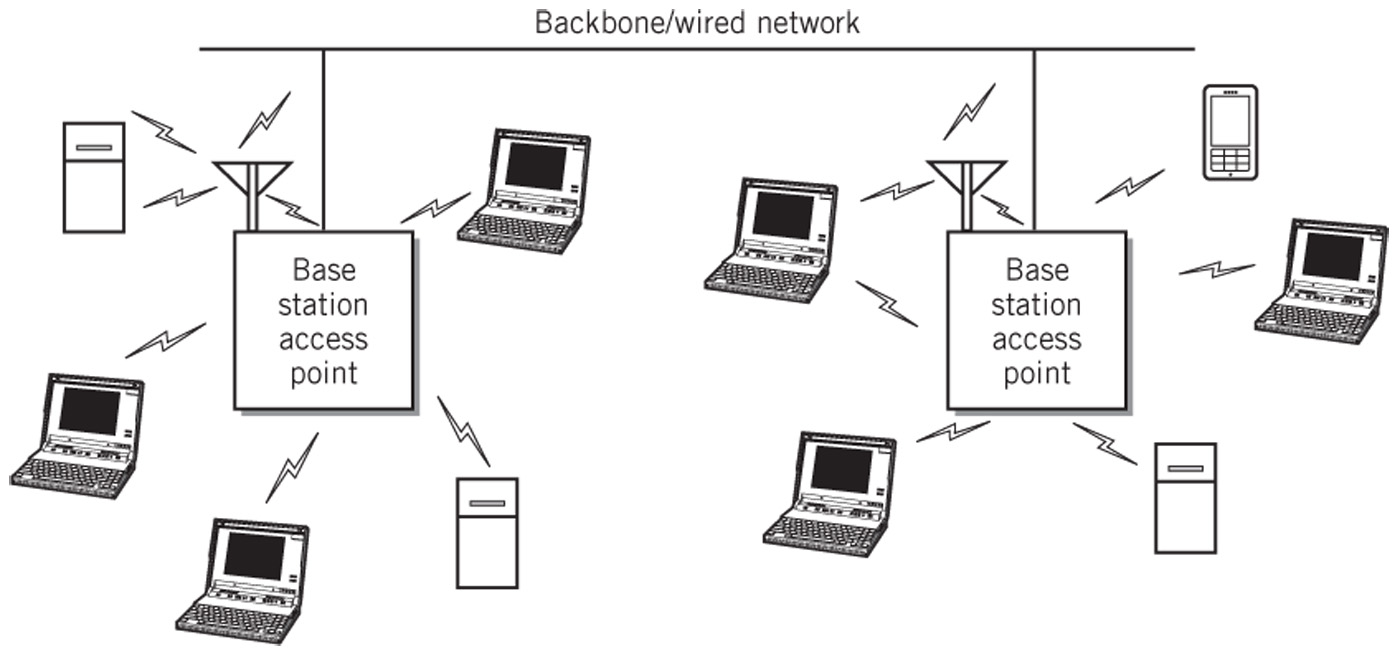 Backbone/wired network
Base
station
access
point
Base
station
access
point